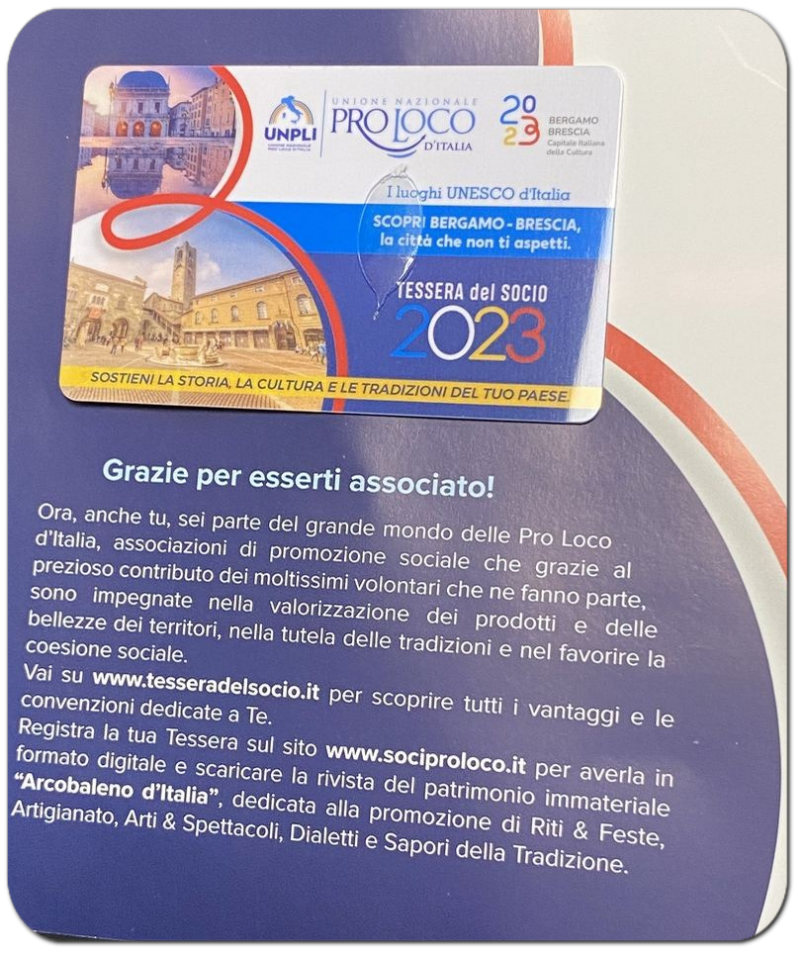 UNPLI
UNIONE NAZIONALE
PRO LOCO D'ITALIA
UNIONE NAZIONALE
PRO LOCO
D'ITALIA
2023
BERGAMO
BRESCIA
Capitale Italiana
della Cultura
I luoghi UNESCO d'Italia
SCOPRI BERGAMO - BRESCIA,
la città che non ti aspetti.
TESSERA del SOCIO
2023
SOSTIENI LA STORIA, LA CULTURA E LE TRADIZIONI DEL TUO PAESE.
Grazie per esserti associato!
Ora, anche tu, sei parte del grande mondo delle Pro Loco
d'Italia, associazioni di promozione sociale che grazie al
prezioso contributo dei moltissimi volontari che ne fanno parte,
sono impegnate nella valorizzazione dei prodotti e delle
bellezze dei territori, nella tutela delle tradizioni e nel favorire la
coesione sociale.
Vai su www.tesseradelsocio.it per scoprire tutti i vantaggi e le
convenzioni dedicate a Te.
Registra la tua Tessera sul sito www.sociproloco.it per averla in
formato digitale e scaricare la rivista del patrimonio immateriale
“Arcobaleno d'Italia”, dedicata alla promozione di Riti & Feste,
Artigianato, Arti & Spettacoli, Dialetti e Sapori della Tradizione.